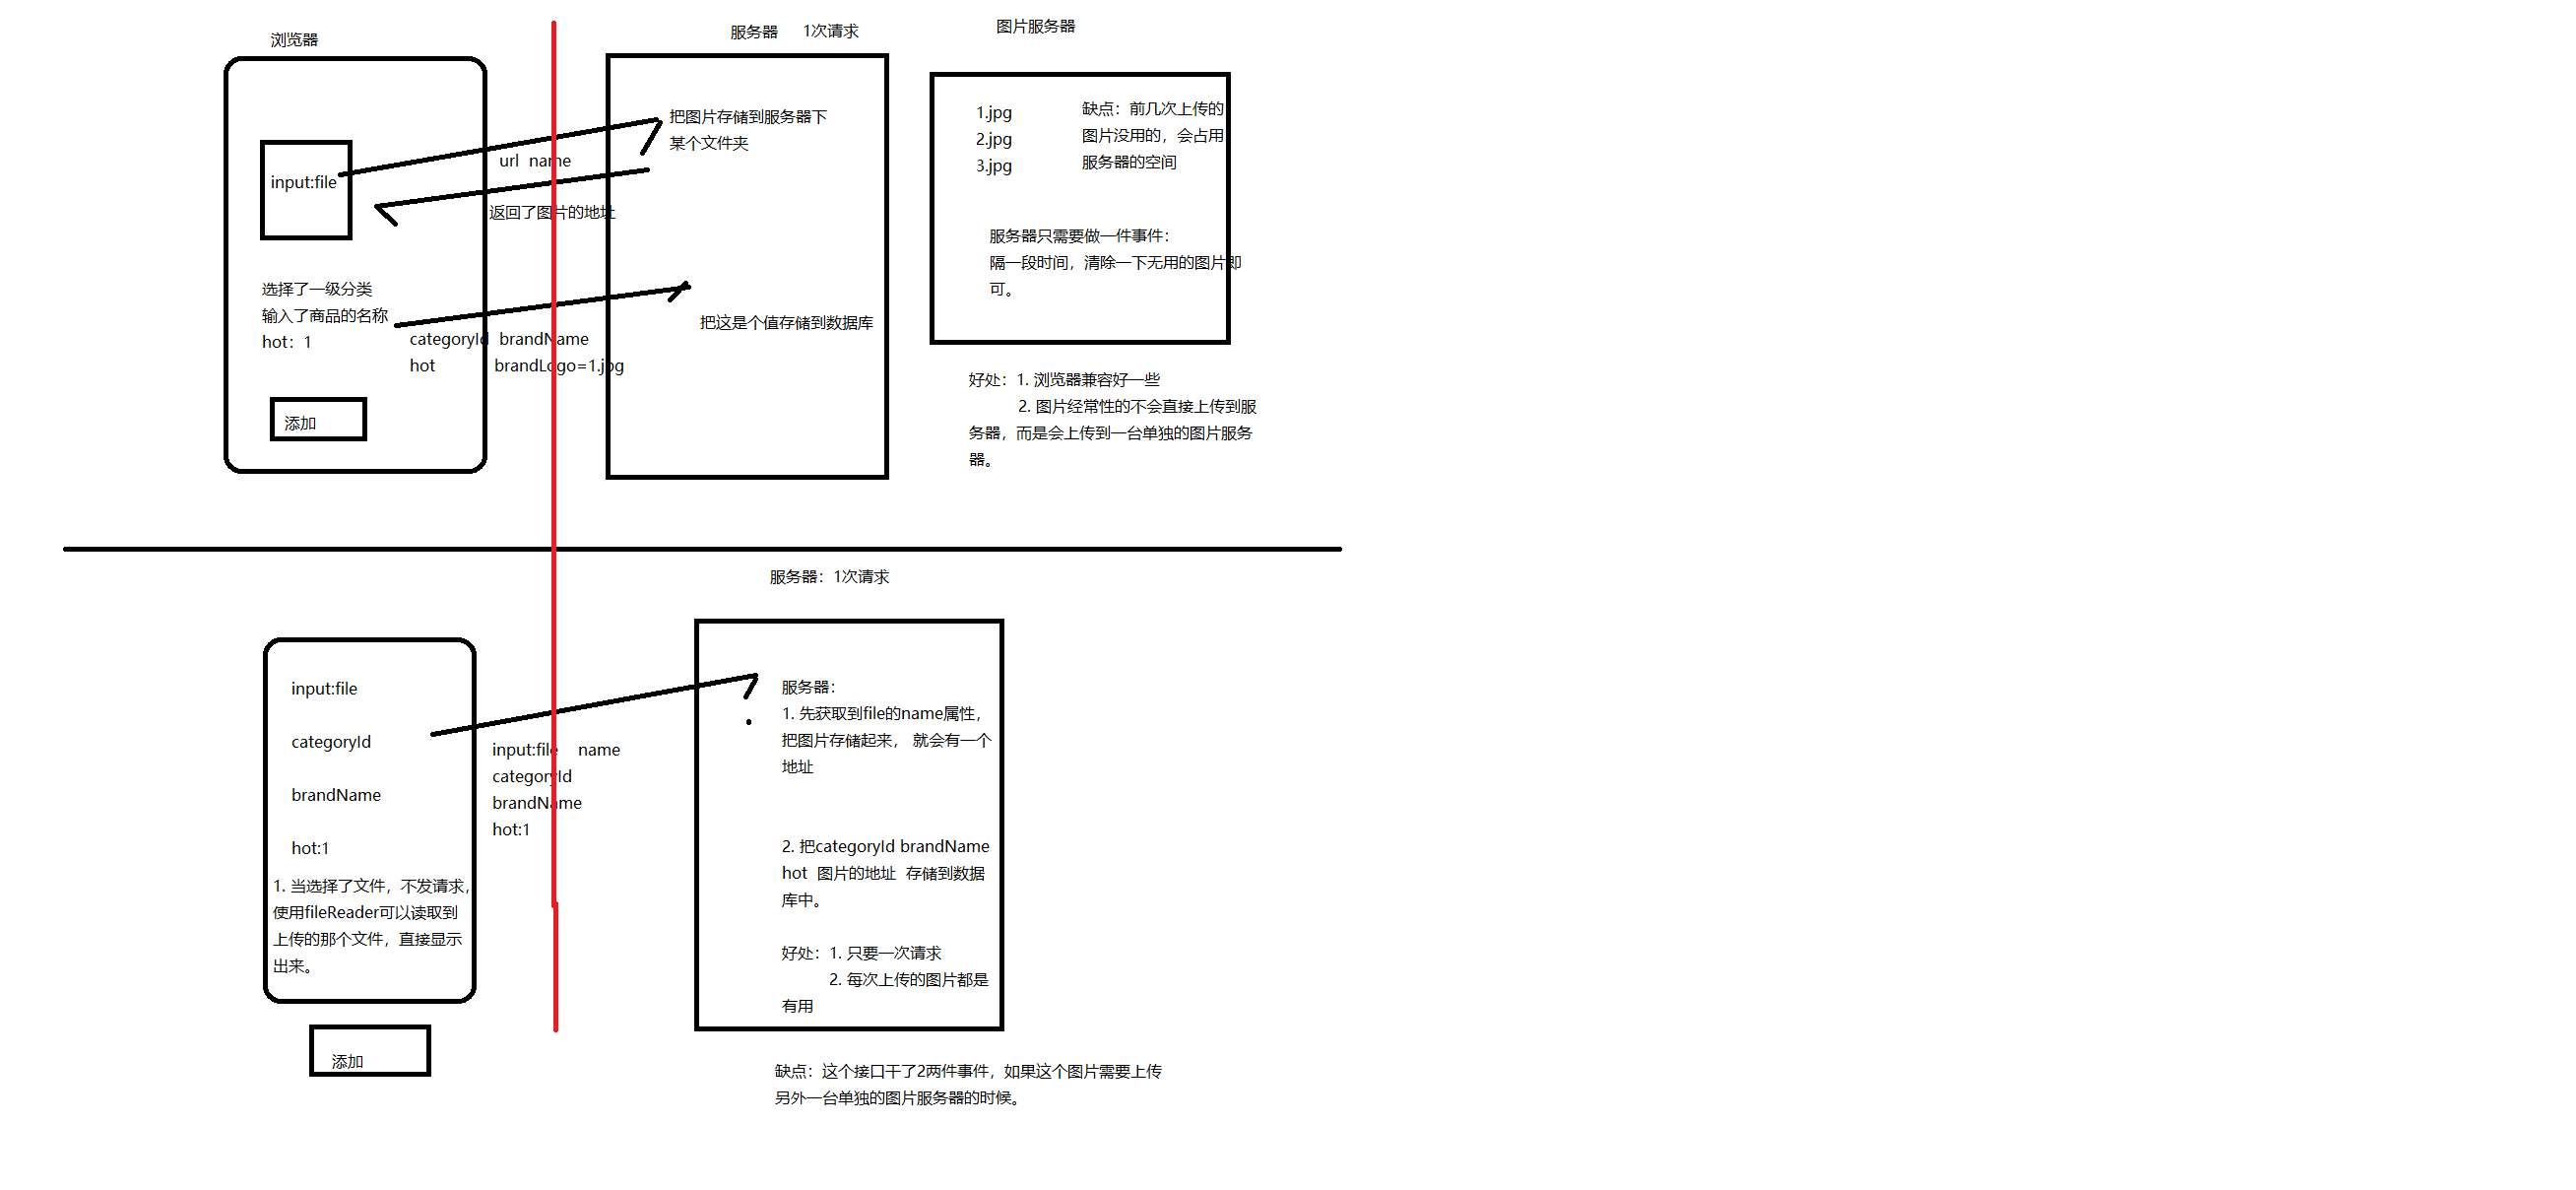 浏览器
服务器 1次请求
图片服务器
input:file
url name
返回了图片的地址
把图片存储到服务器下
某个文件夹
选择了一级分类
输入了商品的名称
hot：1
categoryId brandName
hot brandLogo=1.jpg
把这是个值存储到数据库
添加
1.jpg
2.jpg
3.jpg
缺点：前几次上传的
图片没用的，会占用
服务器的空间
服务器只需要做一件事件：
隔一段时间，清除一下无用的图片即
可。
好处：1. 浏览器兼容好一些
2. 图片经常性的不会直接上传到服
务器，而是会上传到一台单独的图片服务
器。
服务器：1次请求
input:file
categoryId
brandName
hot:1
1. 当选择了文件，不发请求，
使用fileReader可以读取到
上传的那个文件，直接显示
出来。
添加
input:file name
categoryId
brandName
hot:1
服务器：
1. 先获取到file的name属性，
把图片存储起来， 就会有一个
地址
2. 把categoryId brandName
hot 图片的地址 存储到数据
库中。
好处：1. 只要一次请求
2. 每次上传的图片都是
有用
缺点：这个接口干了2两件事件，如果这个图片需要上传
另外一台单独的图片服务器的时候。